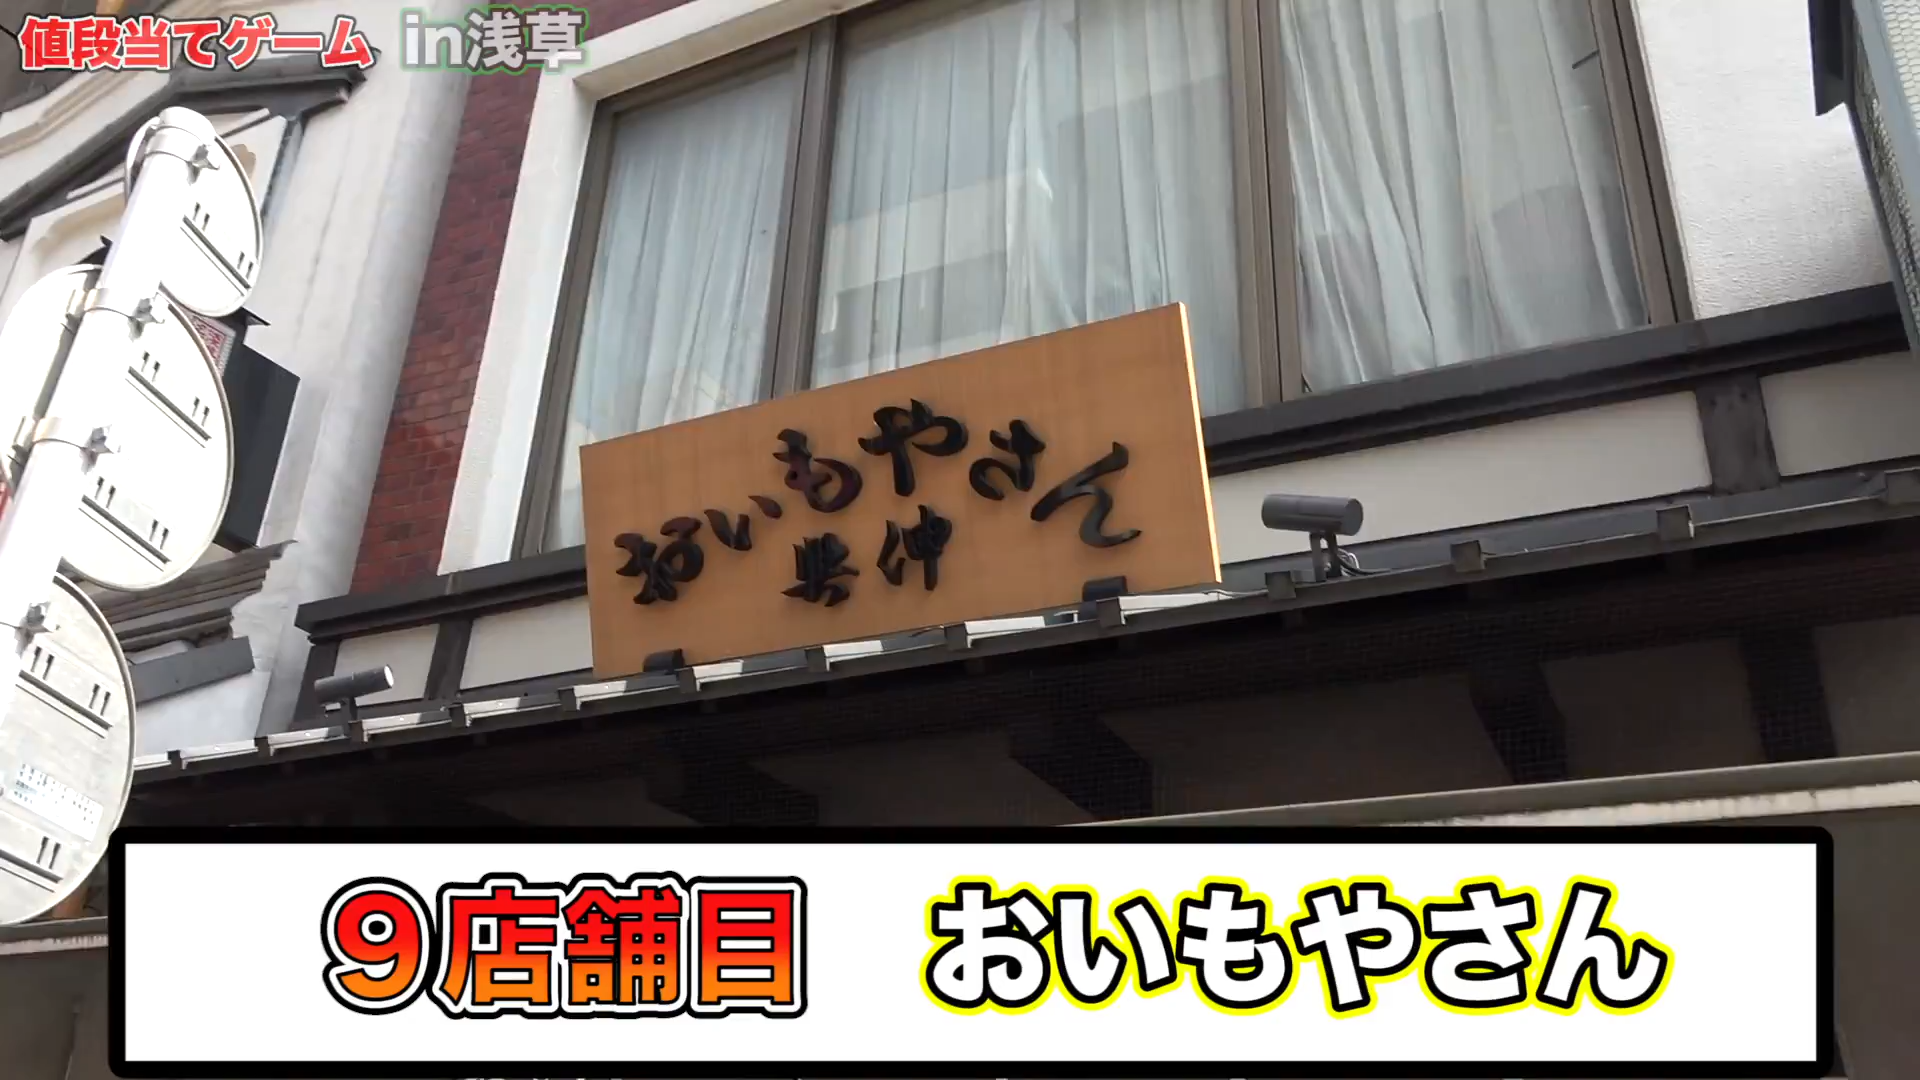 値段当てゲーム in浅草
おいもやさん
興伸
9店舗目 おいもやさん